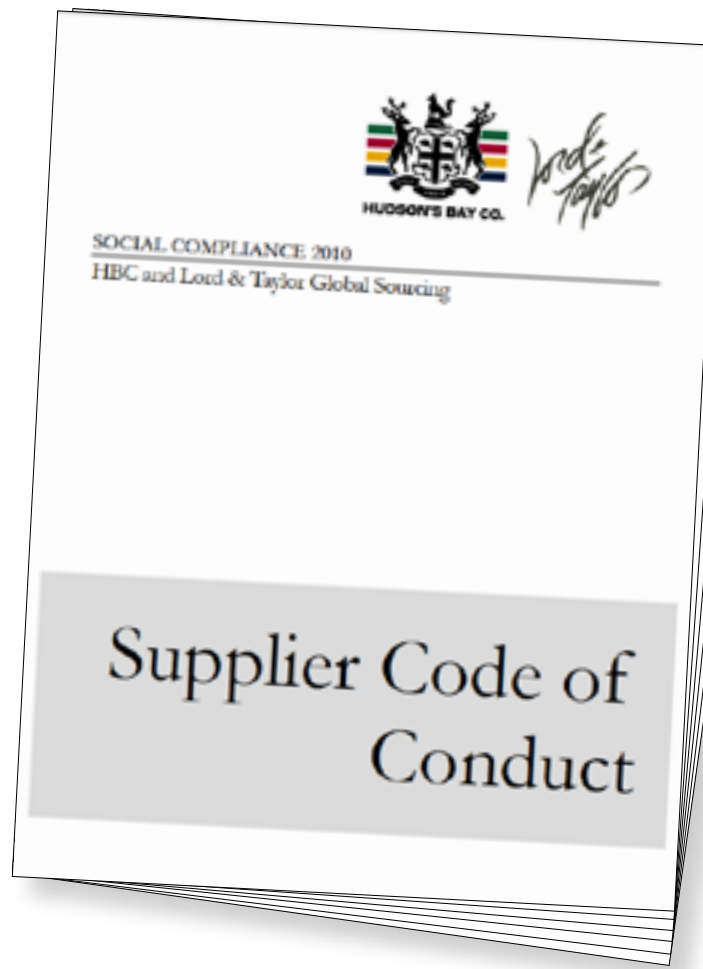 HUDSON'S BAY CO.
Lord & Taylor
SOCIAL COMPLIANCE 2010
HBC and Lord & Taylor Global Sourcing
Supplier Code of
Conduct